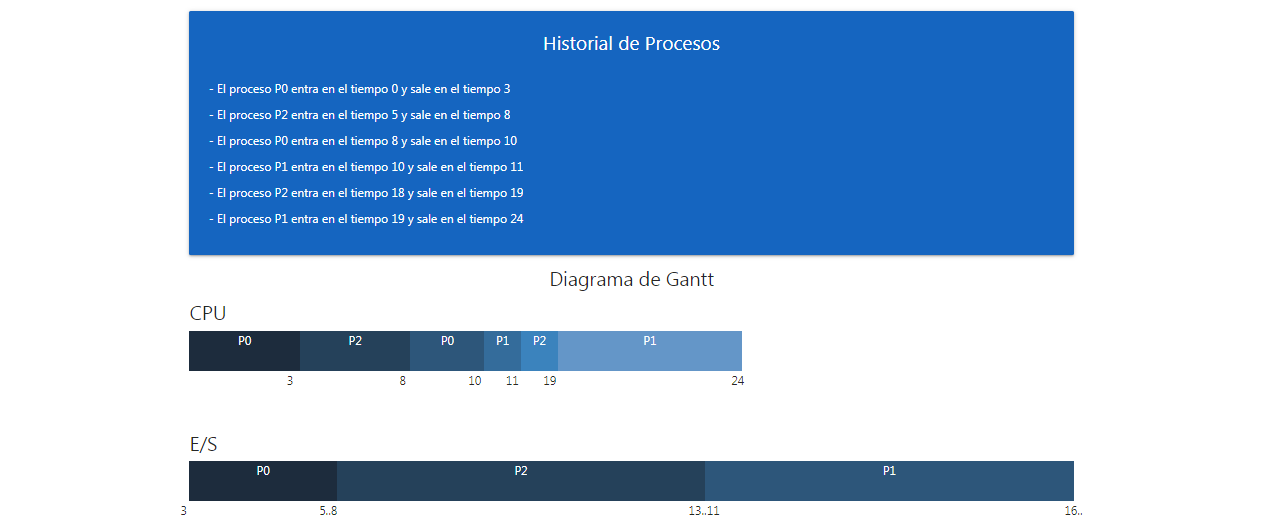 Historial de Procesos
- El proceso P0 entra en el tiempo 0 y sale en el tiempo 3
- El proceso P2 entra en el tiempo 5 y sale en el tiempo 8
- El proceso P0 entra en el tiempo 8 y sale en el tiempo 10
- El proceso P1 entra en el tiempo 10 y sale en el tiempo 11
- El proceso P2 entra en el tiempo 18 y sale en el tiempo 19
- El proceso P1 entra en el tiempo 19 y sale en el tiempo 24
Diagrama de Gantt
CPU
P0 P2 P0 P1 P2 P1
3 8 10 11 19 24
E/S
P0 P2 P1
3 5..8 13..11 16..